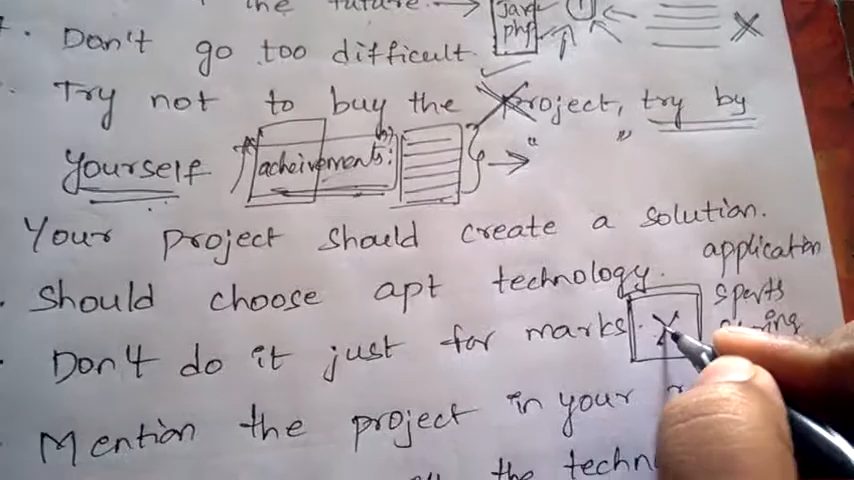 the future. → Java
php
Don't go too difficult.
Try not to buy the Project, try by
yourself acheivements:
Your project should create a solution.
application
Should choose apt technology.
sports
Don't do it just for marks.
Mention the project in your
the techn